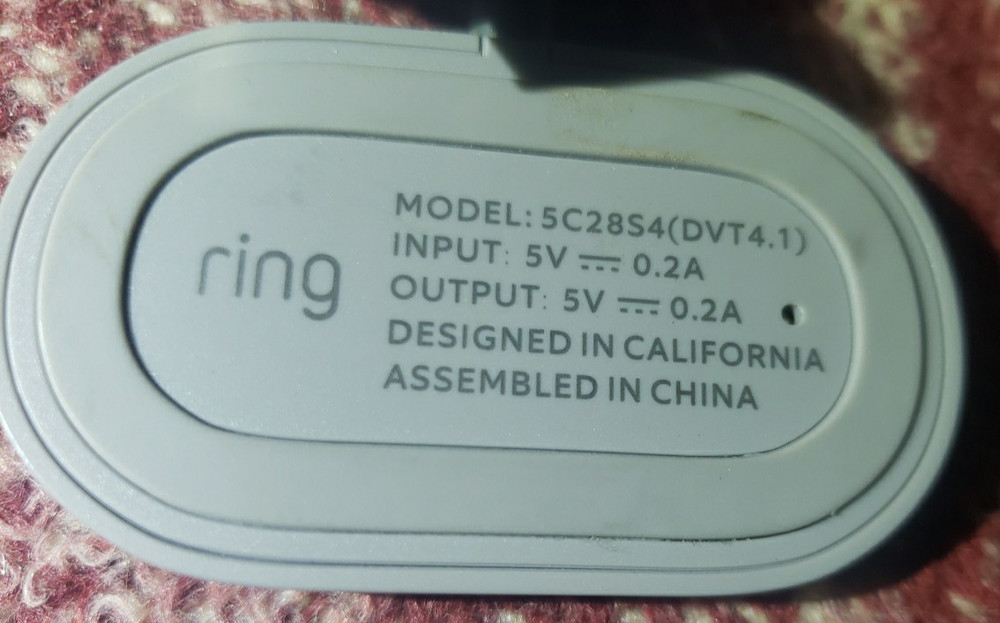 ring
MODEL: 5C28S4(DVT4.1)
INPUT: 5V ⎓ 0.2A
OUTPUT: 5V ⎓ 0.2A
DESIGNED IN CALIFORNIA
ASSEMBLED IN CHINA